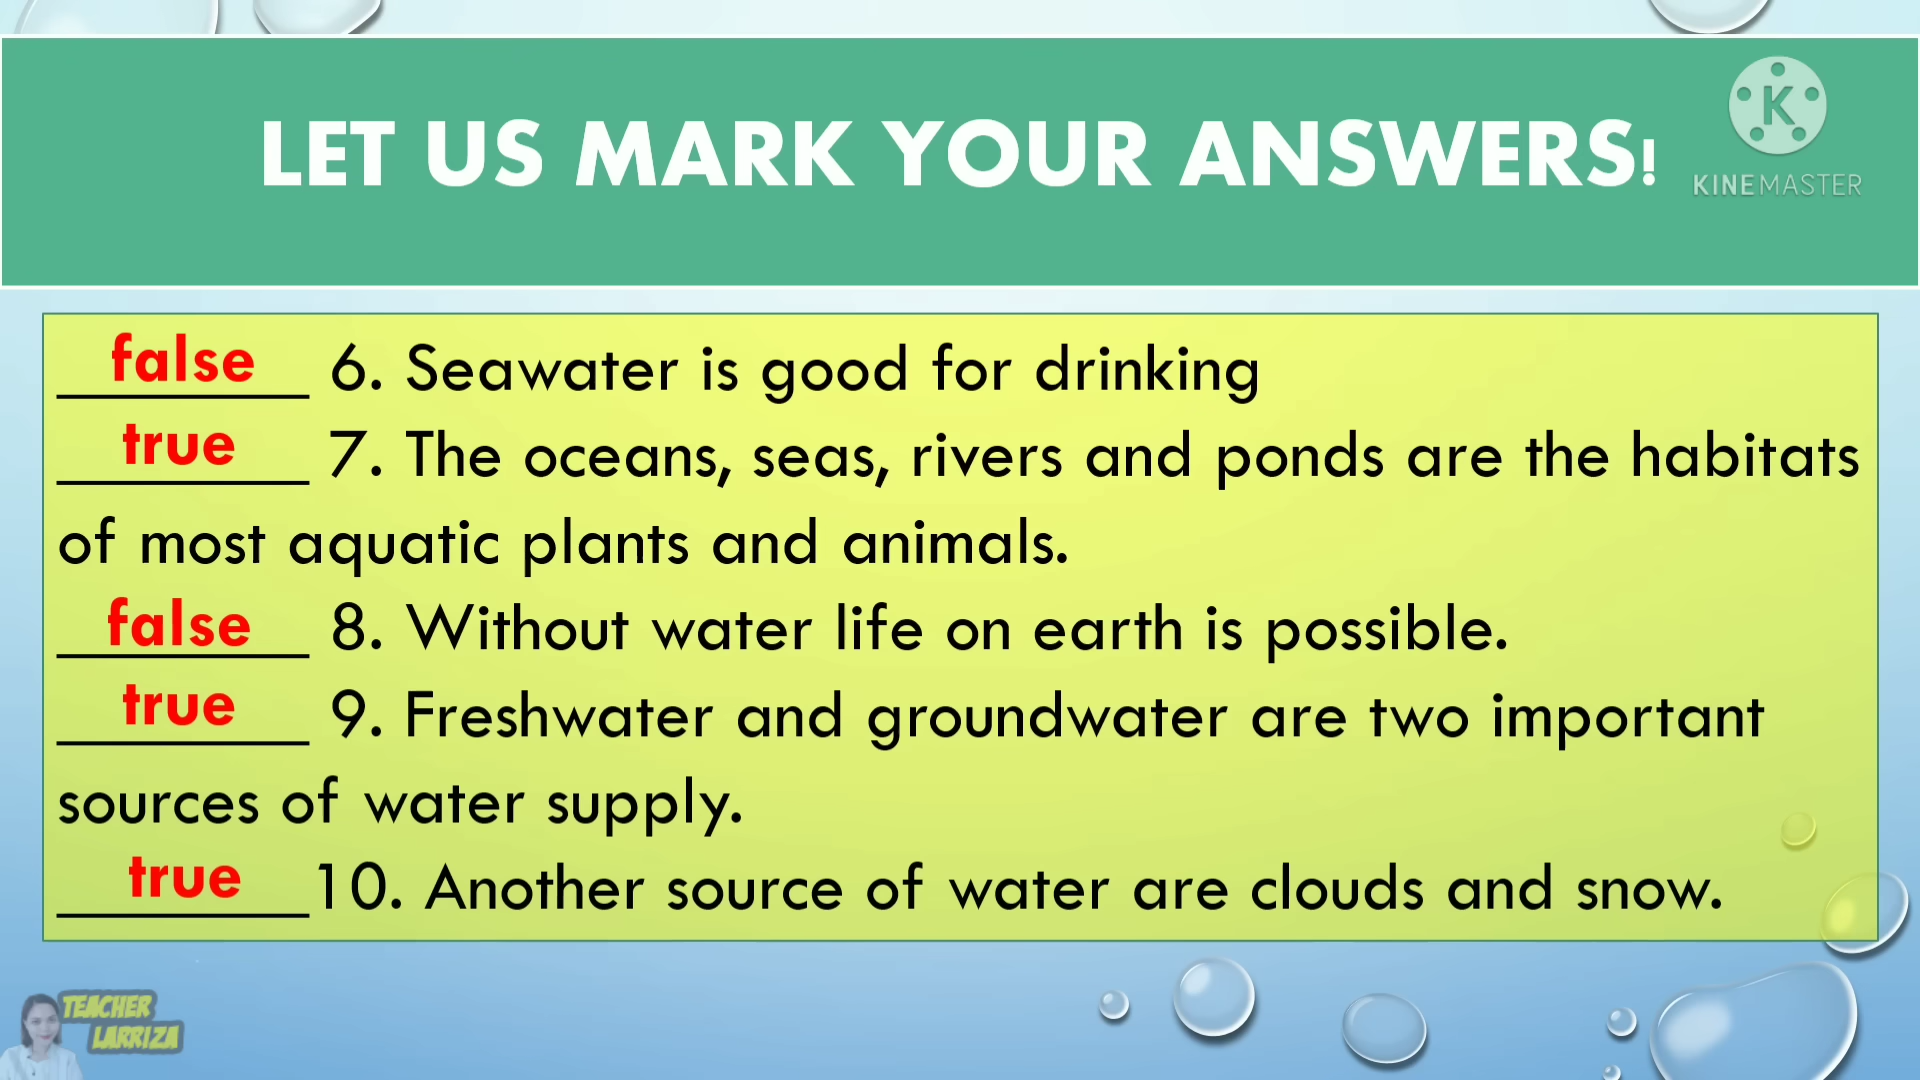 LET US MARK YOUR ANSWERS!
K
KINEMASTER
false 6. Seawater is good for drinking
true 7. The oceans, seas, rivers and ponds are the habitats
of most aquatic plants and animals.
false 8. Without water life on earth is possible.
true 9. Freshwater and groundwater are two important
sources of water supply.
true 10. Another source of water are clouds and snow.
TEACHER
LARRIZA